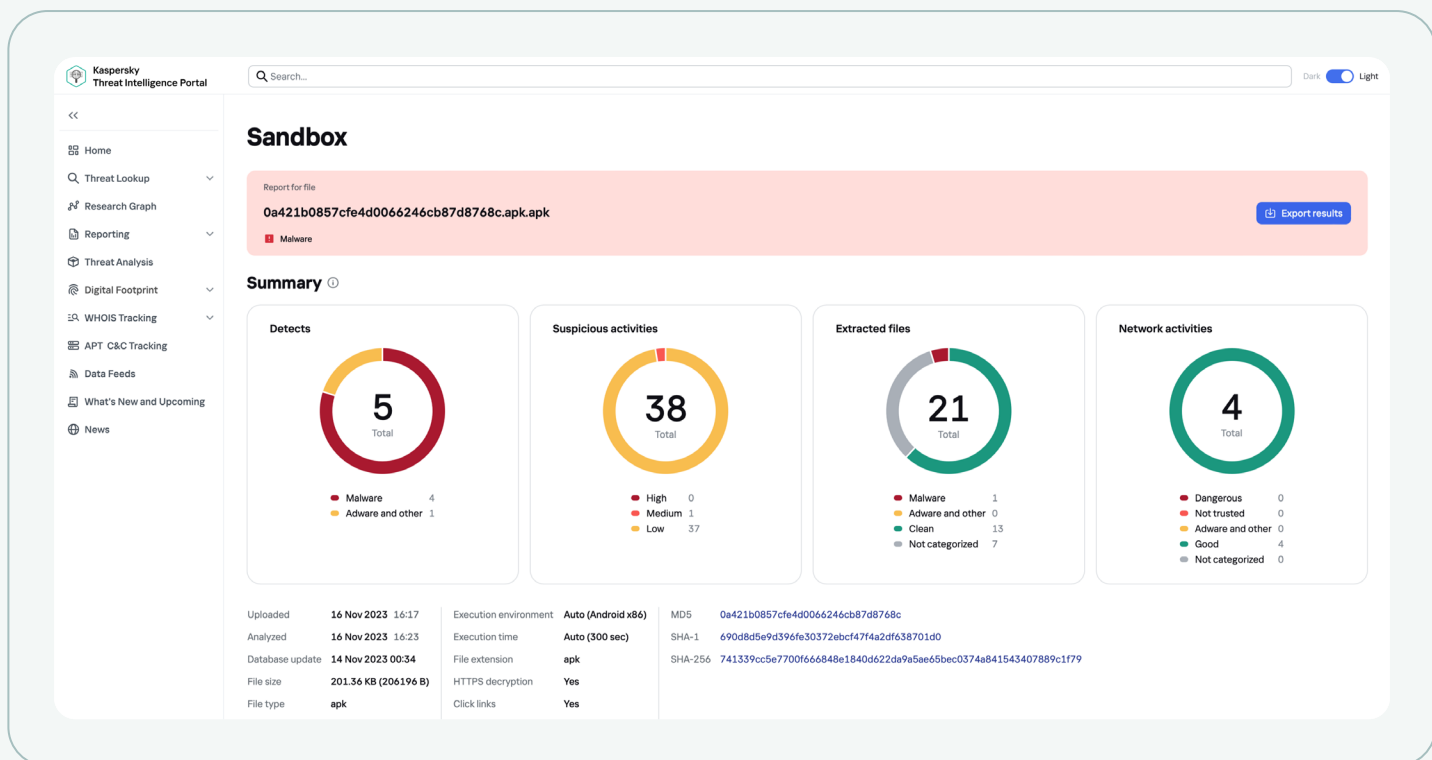 Kaspersky
Threat Intelligence Portal
Search...
Dark Light
Home
Threat Lookup
Research Graph
Reporting
Threat Analysis
Digital Footprint
WHOIS Tracking
APT C&C Tracking
Data Feeds
What's New and Upcoming
News
Sandbox
Report for file
0a421b0857cfe4d0066246cb87d8768c.apk.apk
Malware
Export results
Summary
Detects
5
Total
Malware 4
Adware and other 1
Suspicious activities
38
Total
High 0
Medium 1
Low 37
Extracted files
21
Total
Malware 1
Adware and other 0
Clean 13
Not categorized 7
Network activities
4
Total
Dangerous 0
Not trusted 0
Adware and other 0
Good 4
Not categorized 0
Uploaded 16 Nov 2023 16:17
Analyzed 16 Nov 2023 16:23
Database update 14 Nov 2023 00:34
File size 201.36 KB (206196 B)
File type apk
Execution environment Auto (Android x86)
Execution time Auto (300 sec)
File extension apk
HTTPS decryption Yes
Click links Yes
MD5 0a421b0857cfe4d0066246cb87d8768c
SHA-1 690d8d5e9d396fe30372ebcf47f4a2df638701d0
SHA-256 741339cc5e7700f666848e1840d622da9a5ae65bec0374a841543407889c1f79